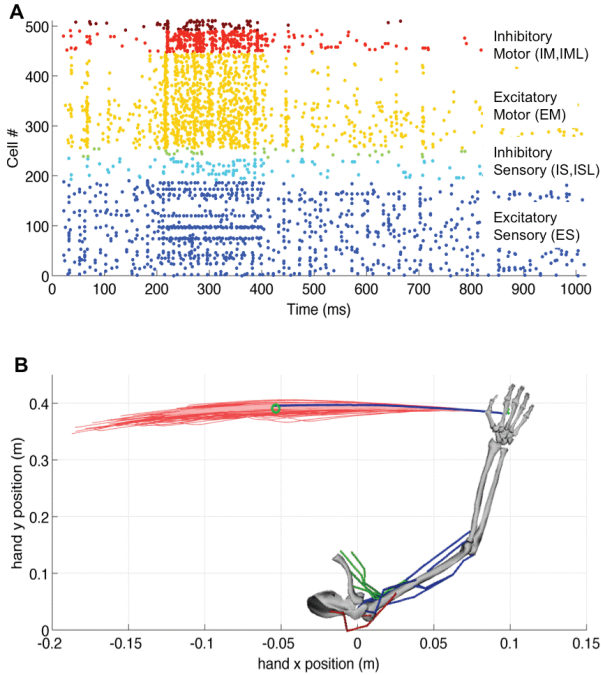 A
500
400
300
200
100
0
Cell #
Inhibitory
Motor (IM,IML)
Excitatory
Motor (EM)
Inhibitory
Sensory (IS,ISL)
Excitatory
Sensory (ES)
0 100 200 300 400 500 600 700 800 900 1000
Time (ms)
B
0.4
0.3
0.2
0.1
0
hand y position (m)
-0.2 -0.15 -0.1 -0.05 0 0.05 0.1 0.15
hand x position (m)